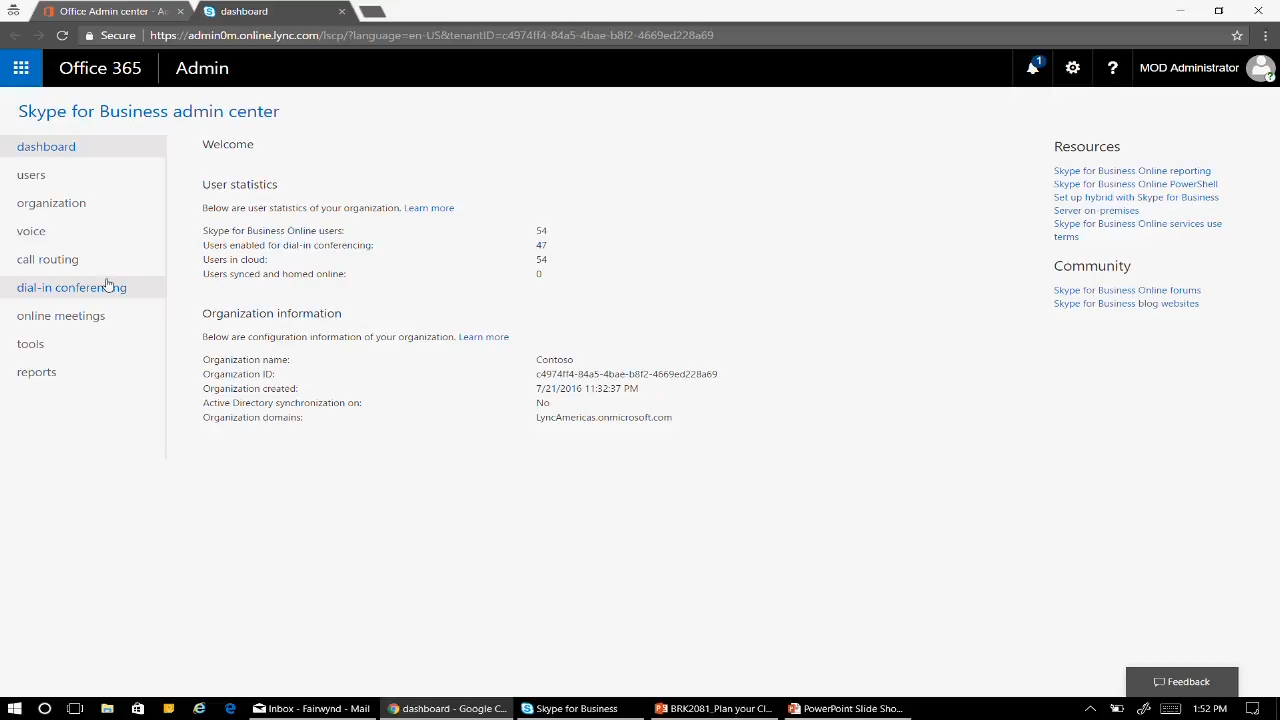 Office Admin center - Ac
dashboard
Secure
https://admin0m.online.lync.com/lscp/?language=en-US&tenantID=c4974ff4-84a5-4bae-b8f2-4669ed228a69
Office 365
Admin
1
?
MOD Administrator
Skype for Business admin center
dashboard
users
organization
voice
call routing
dial-in conferencing
online meetings
tools
reports
Welcome
User statistics
Below are user statistics of your organization. Learn more
Skype for Business Online users: 54
Users enabled for dial-in conferencing: 47
Users in cloud: 54
Users synced and homed online: 0
Organization information
Below are configuration information of your organization. Learn more
Organization name: Contoso
Organization ID: c4974ff4-84a5-4bae-b8f2-4669ed228a69
Organization created: 7/21/2016 11:32:37 PM
Active Directory synchronization on: No
Organization domains: LyncAmericas.onmicrosoft.com
Resources
Skype for Business Online reporting
Skype for Business Online PowerShell
Set up hybrid with Skype for Business
Server on-premises
Skype for Business Online services use
terms
Community
Skype for Business Online forums
Skype for Business blog websites
Feedback
Inbox - Fairwynd - Mail
dashboard - Google C...
Skype for Business
BRK2081_Plan your Cl...
PowerPoint Slide Sho...
1:52 PM